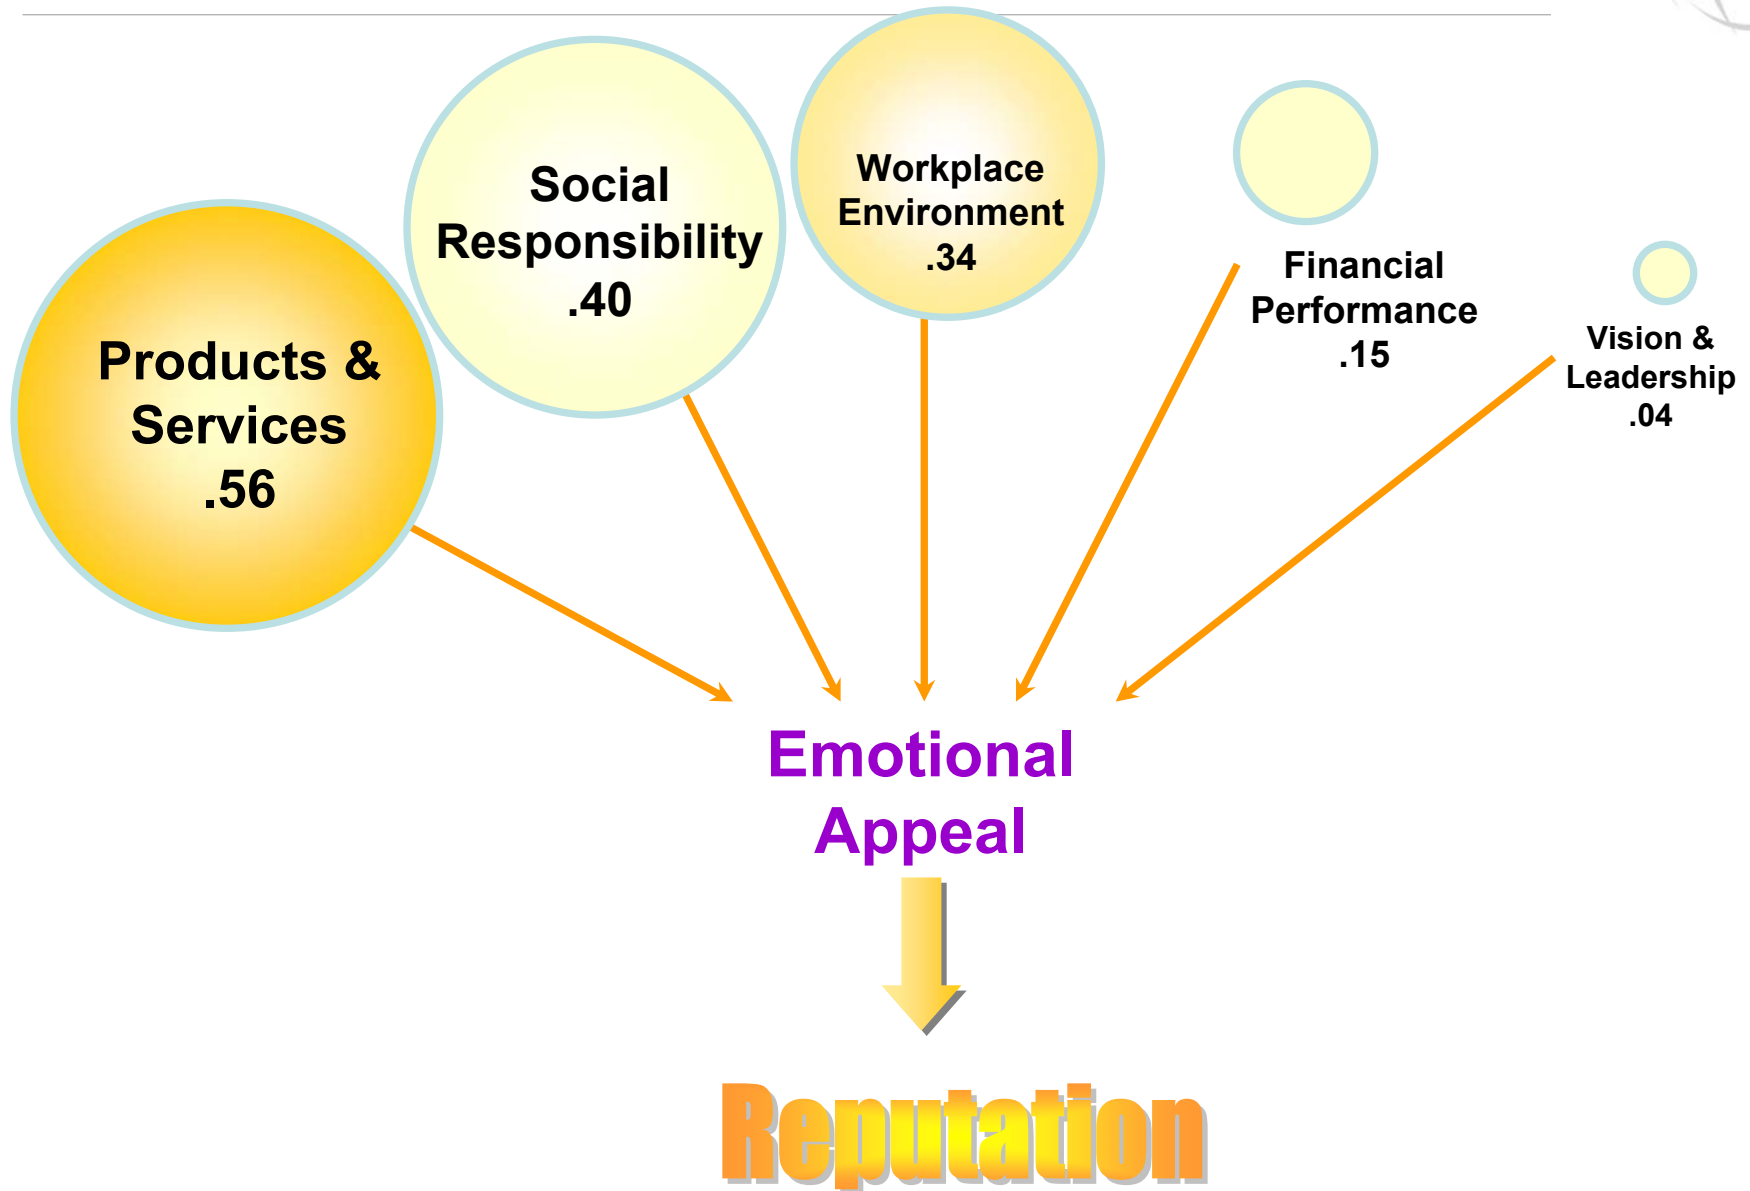 Products &
Services
.56
Social
Responsibility
.40
Workplace
Environment
.34
Financial
Performance
.15
Vision &
Leadership
.04
Emotional
Appeal
Reputation